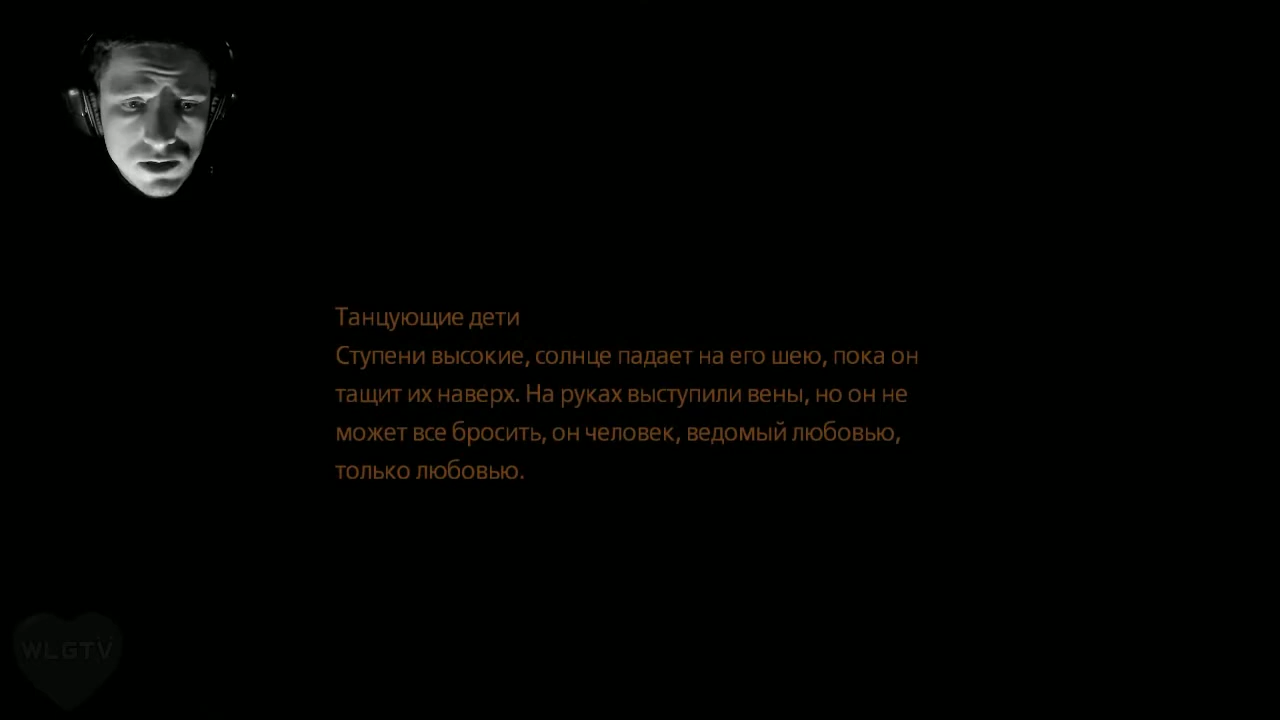 Танцующие дети
Ступени высокие, солнце падает на его шею, пока он
тащит их наверх. На руках выступили вены, но он не
может все бросить, он человек, ведомый любовью,
только любовью.
WLGTV